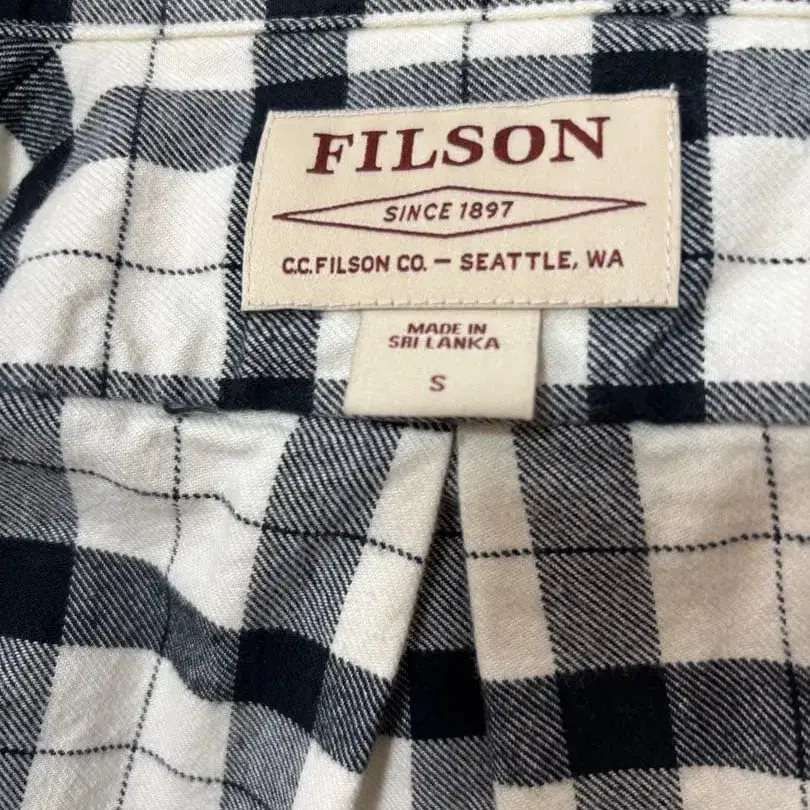 FILSON
SINCE 1897
C.C.FILSON CO. — SEATTLE, WA
MADE IN
SRI LANKA
S